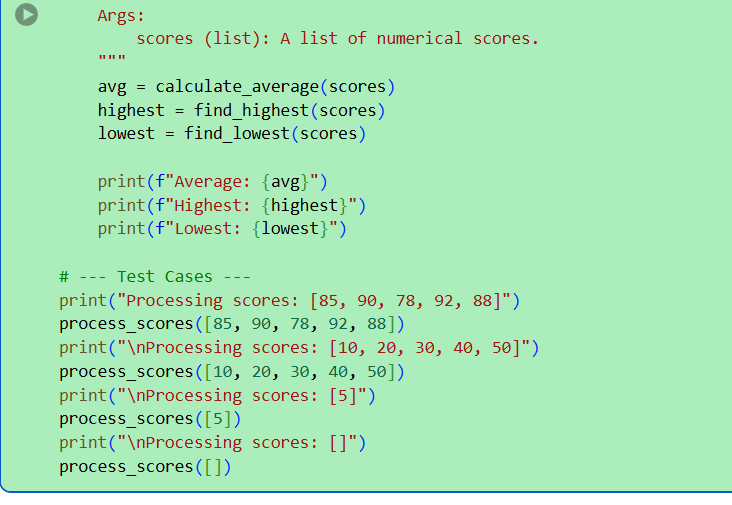 Args:
scores (list): A list of numerical scores.
"""
avg = calculate_average(scores)
highest = find_highest(scores)
lowest = find_lowest(scores)
print(f"Average: {avg}")
print(f"Highest: {highest}")
print(f"Lowest: {lowest}")
# --- Test Cases ---
print("Processing scores: [85, 90, 78, 92, 88]")
process_scores([85, 90, 78, 92, 88])
print("\nProcessing scores: [10, 20, 30, 40, 50]")
process_scores([10, 20, 30, 40, 50])
print("\nProcessing scores: [5]")
process_scores([5])
print("\nProcessing scores: []")
process_scores([])